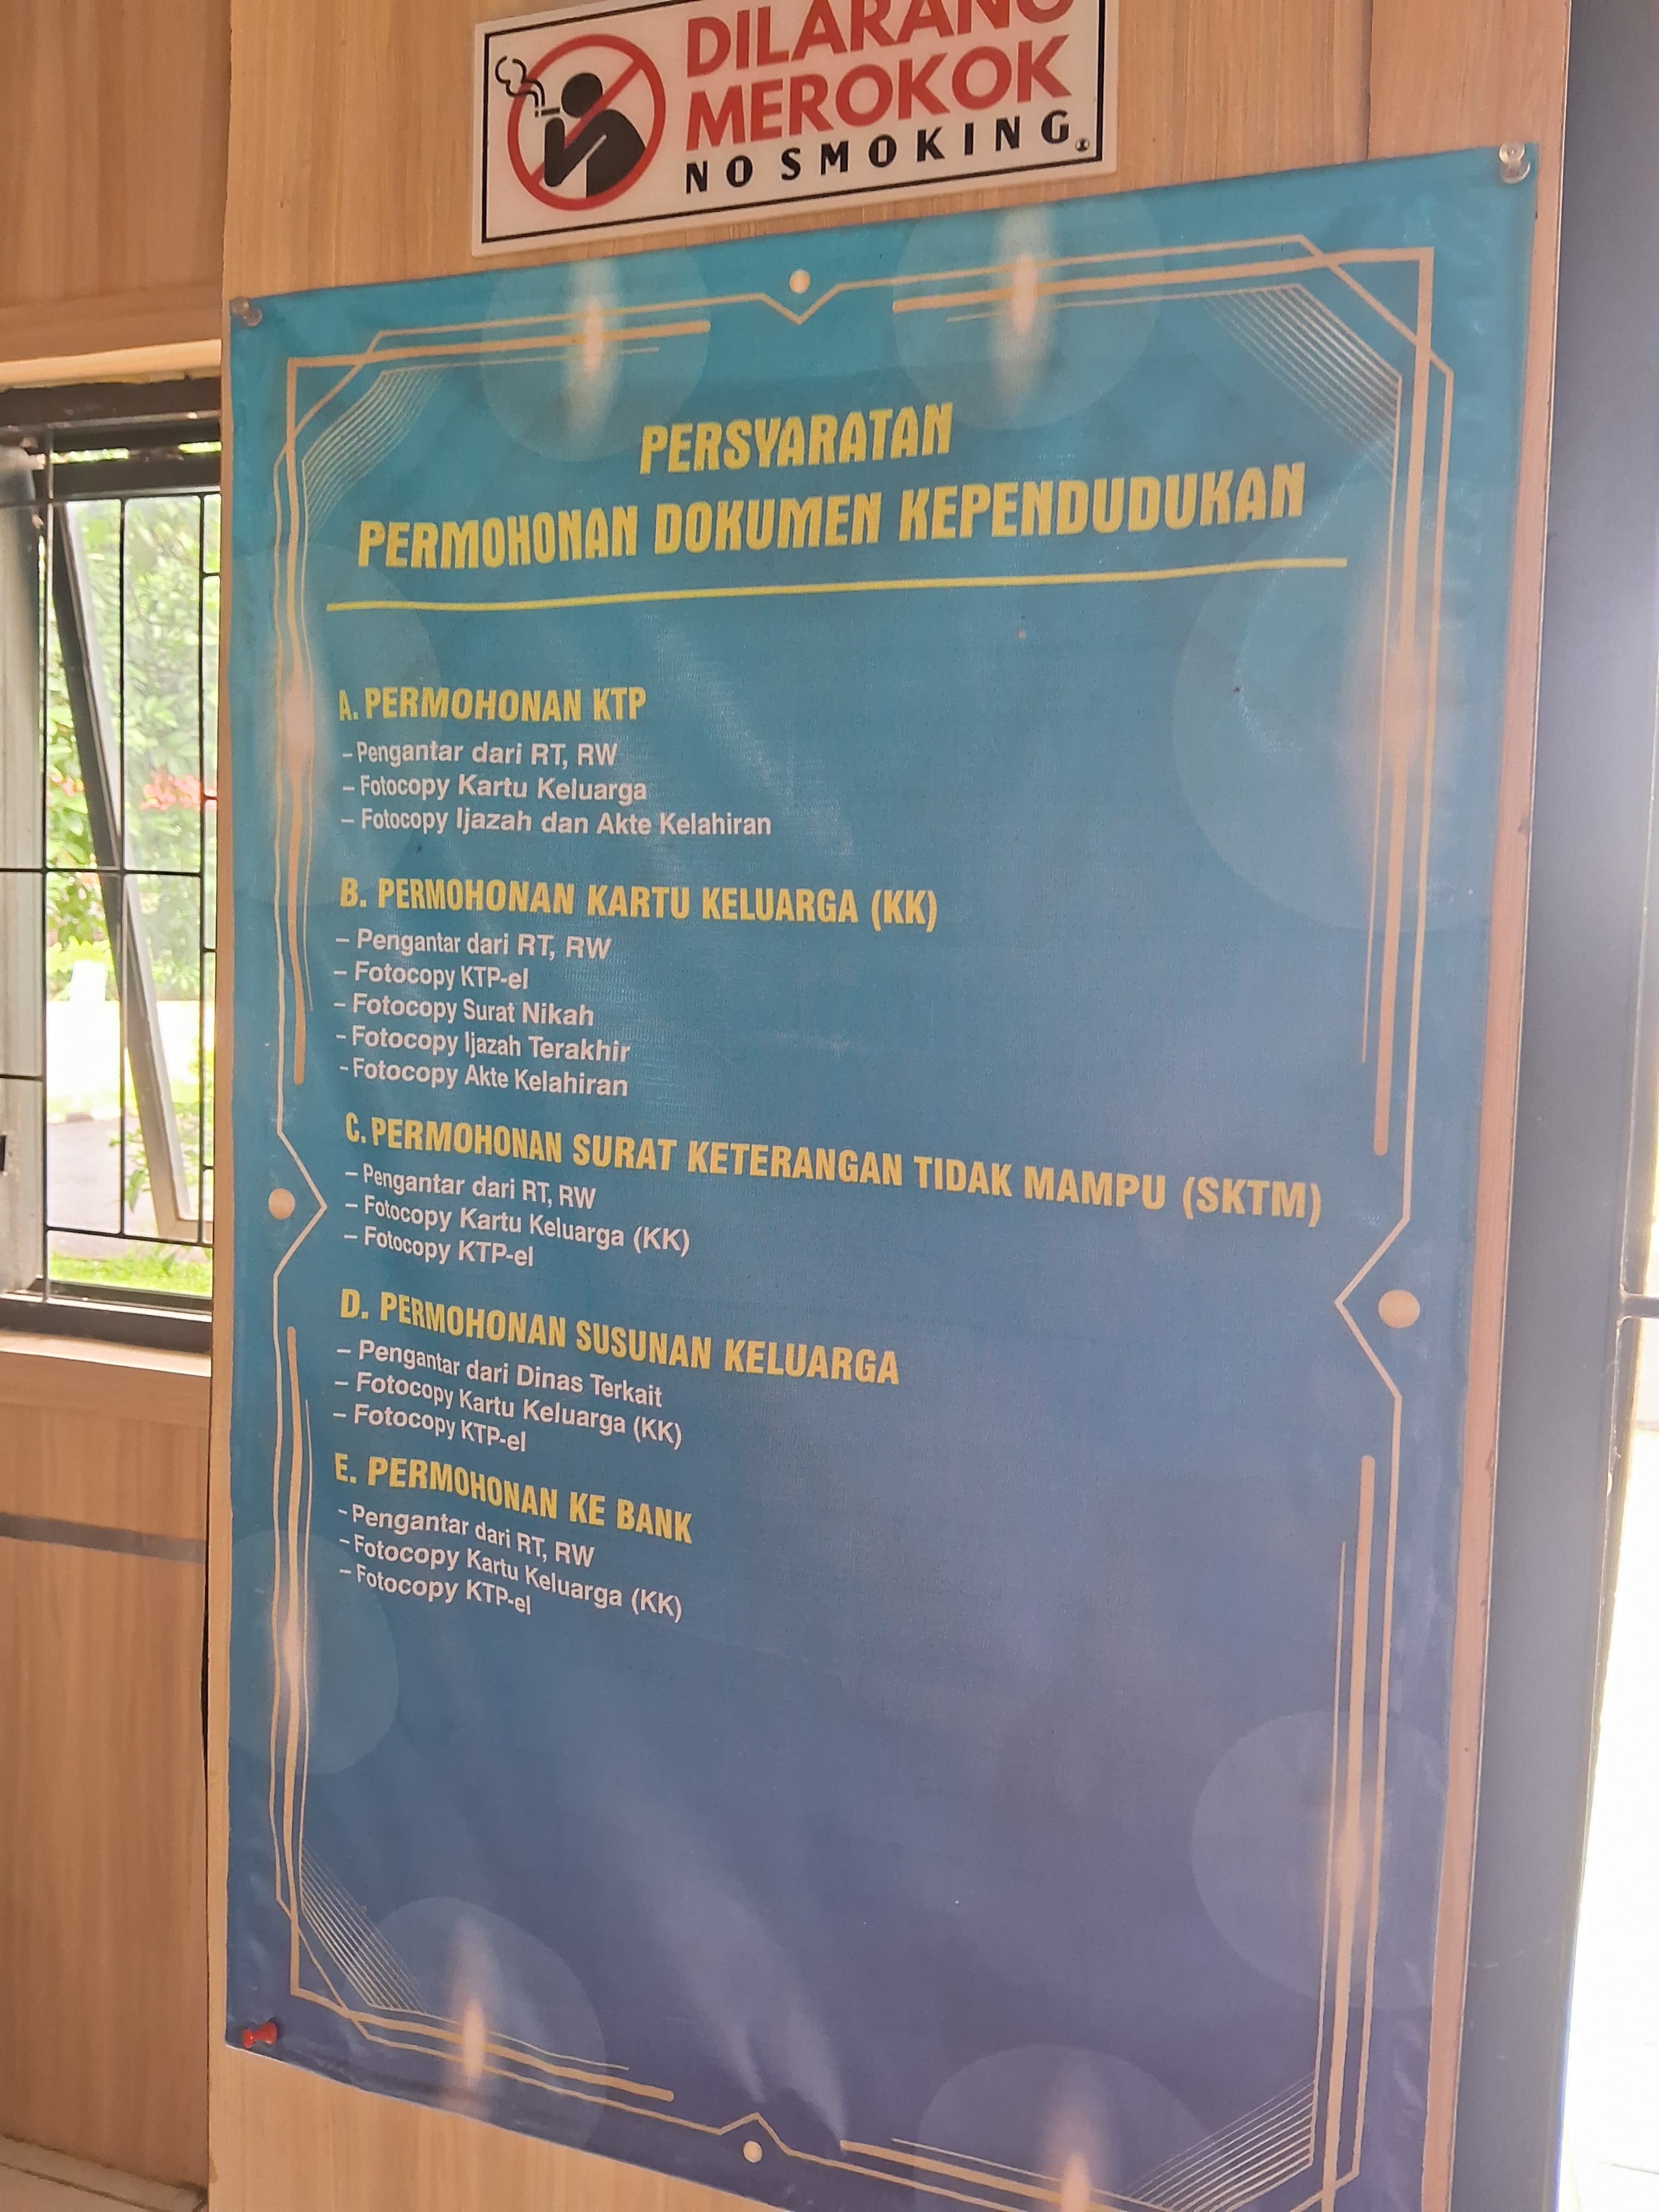 DILARANG
MEROKOK
NO SMOKING
PERSYARATAN
PERMOHONAN DOKUMEN KEPENDUDUKAN
A. PERMOHONAN KTP
- Pengantar dari RT, RW
- Fotocopy Kartu Keluarga
- Fotocopy Ijazah dan Akte Kelahiran
B. PERMOHONAN KARTU KELUARGA (KK)
- Pengantar dari RT, RW
- Fotocopy KTP-el
- Fotocopy Surat Nikah
- Fotocopy Ijazah Terakhir
- Fotocopy Akte Kelahiran
C. PERMOHONAN SURAT KETERANGAN TIDAK MAMPU (SKTM)
- Pengantar dari RT, RW
- Fotocopy Kartu Keluarga (KK)
- Fotocopy KTP-el
D. PERMOHONAN SUSUNAN KELUARGA
- Pengantar dari Dinas Terkait
- Fotocopy Kartu Keluarga (KK)
- Fotocopy KTP-el
E. PERMOHONAN KE BANK
- Pengantar dari RT, RW
- Fotocopy Kartu Keluarga (KK)
- Fotocopy KTP-el